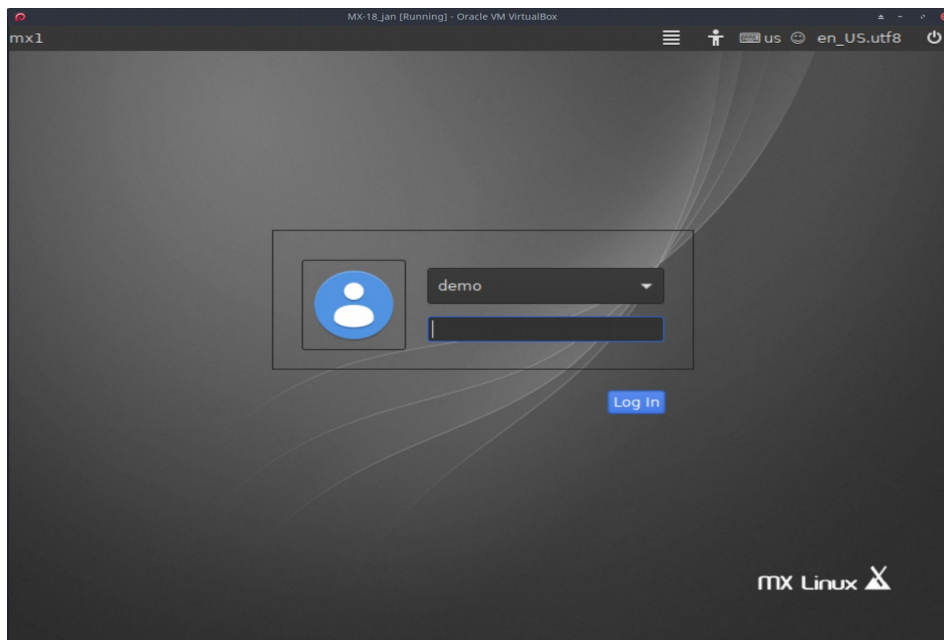 MX-18_jan [Running] - Oracle VM VirtualBox
mx1 us en_US.utf8
demo
Log In
MX Linux